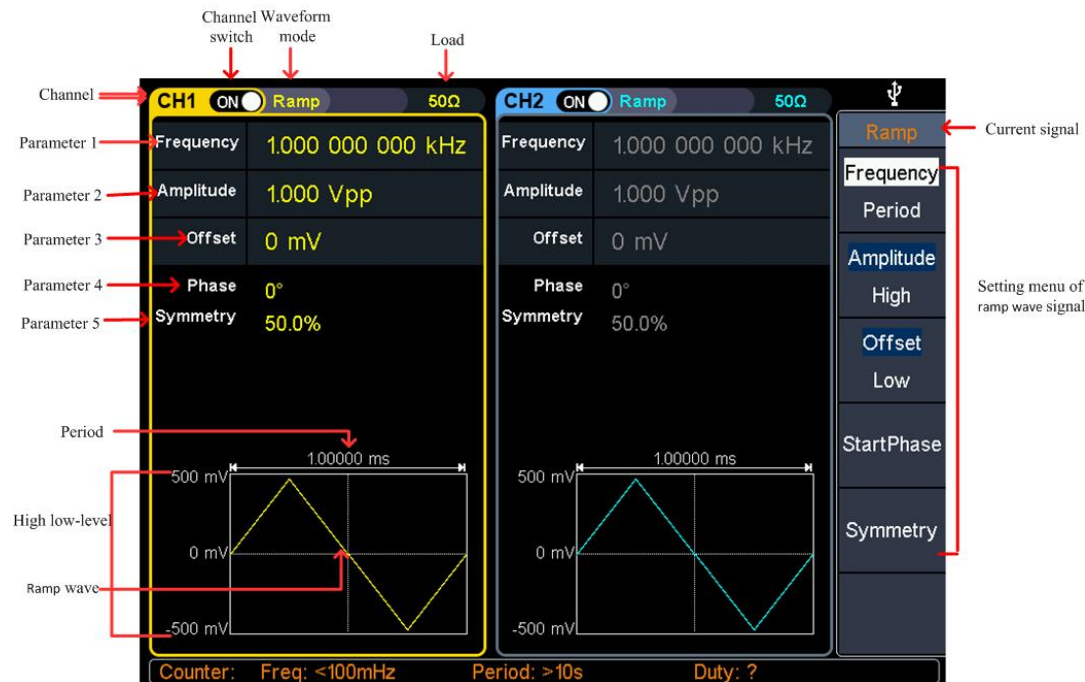 Channel Waveform
switch mode
Load
Channel
CH1 ON Ramp 50Ω
CH2 ON Ramp 50Ω
Ramp
Current signal
Parameter 1
Frequency 1.000 000 000 kHz
Frequency 1.000 000 000 kHz
Frequency
Period
Parameter 2
Amplitude 1.000 Vpp
Amplitude 1.000 Vpp
Parameter 3
Offset 0 mV
Offset 0 mV
Amplitude
High
Parameter 4
Phase 0°
Phase 0°
Setting menu of
ramp wave signal
Parameter 5
Symmetry 50.0%
Symmetry 50.0%
Offset
Low
StartPhase
Symmetry
Period
1.00000 ms
1.00000 ms
500 mV
500 mV
High low-level
0 mV
0 mV
Ramp wave
-500 mV
-500 mV
Counter: Freq: <100mHz Period: >10s Duty: ?